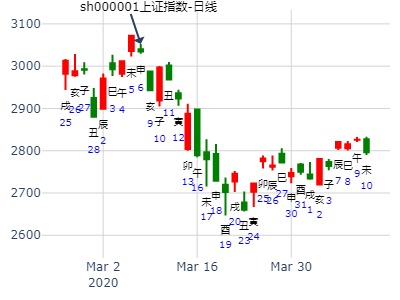 sh000001上证指数-日线
3100
3000
2900
2800
2700
2600
戌
25
亥
26
子
27
丑
28
辰
2
巳
3
午
4
未
5
申
6
亥
9
子
10
丑
11
寅
12
卯
13
午
16
未
17
申
18
酉
19
戌
20
丑
23
寅
24
卯
25
辰
26
巳
27
申
30
酉
31
戌
1
亥
2
子
3
辰
7
巳
8
午
9
未
10
Mar 2
2020
Mar 16
Mar 30